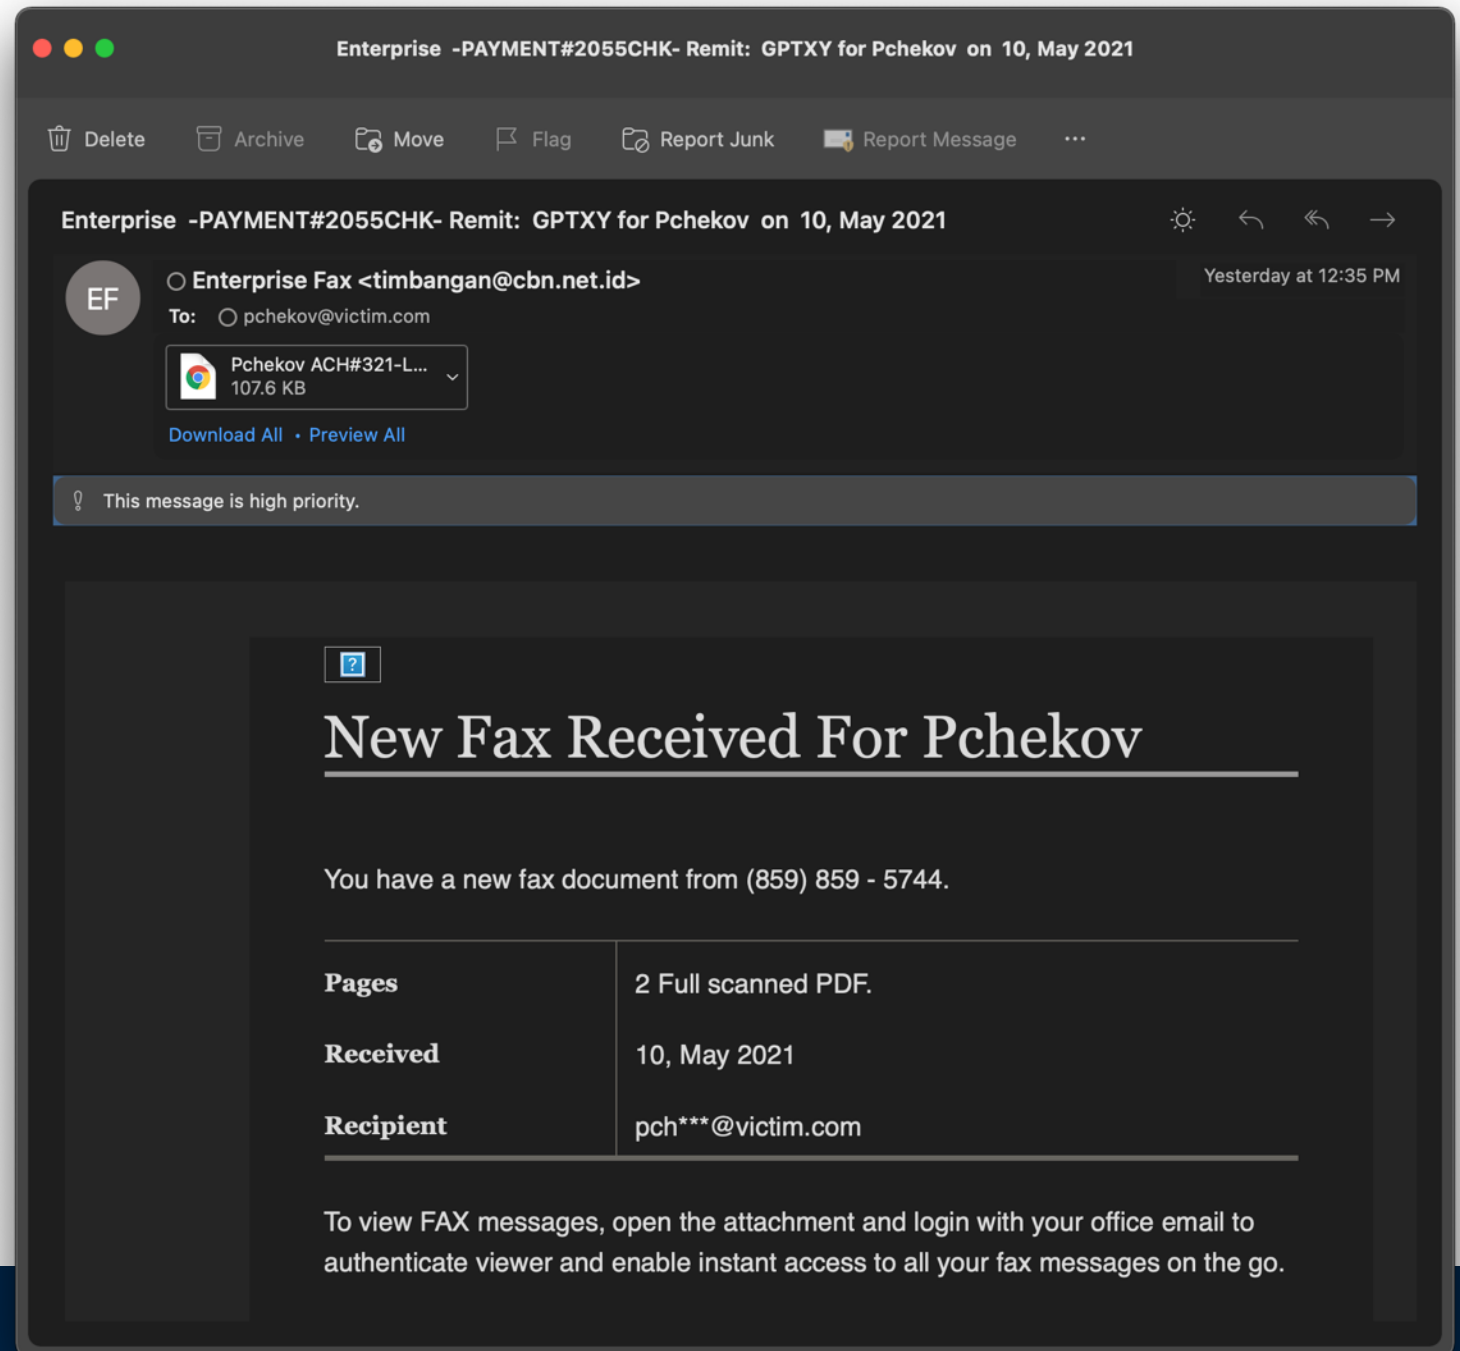 Enterprise -PAYMENT#2055CHK- Remit: GPTXY for Pchekov on 10, May 2021
Delete Archive Move Flag Report Junk Report Message ...
Enterprise -PAYMENT#2055CHK- Remit: GPTXY for Pchekov on 10, May 2021
EF
Enterprise Fax <timbangan@cbn.net.id>
Yesterday at 12:35 PM
To: pchekov@victim.com
Pchekov ACH#321-L...
107.6 KB
Download All • Preview All
This message is high priority.
?
New Fax Received For Pchekov
You have a new fax document from (859) 859 - 5744.
Pages 2 Full scanned PDF.
Received 10, May 2021
Recipient pch***@victim.com
To view FAX messages, open the attachment and login with your office email to
authenticate viewer and enable instant access to all your fax messages on the go.